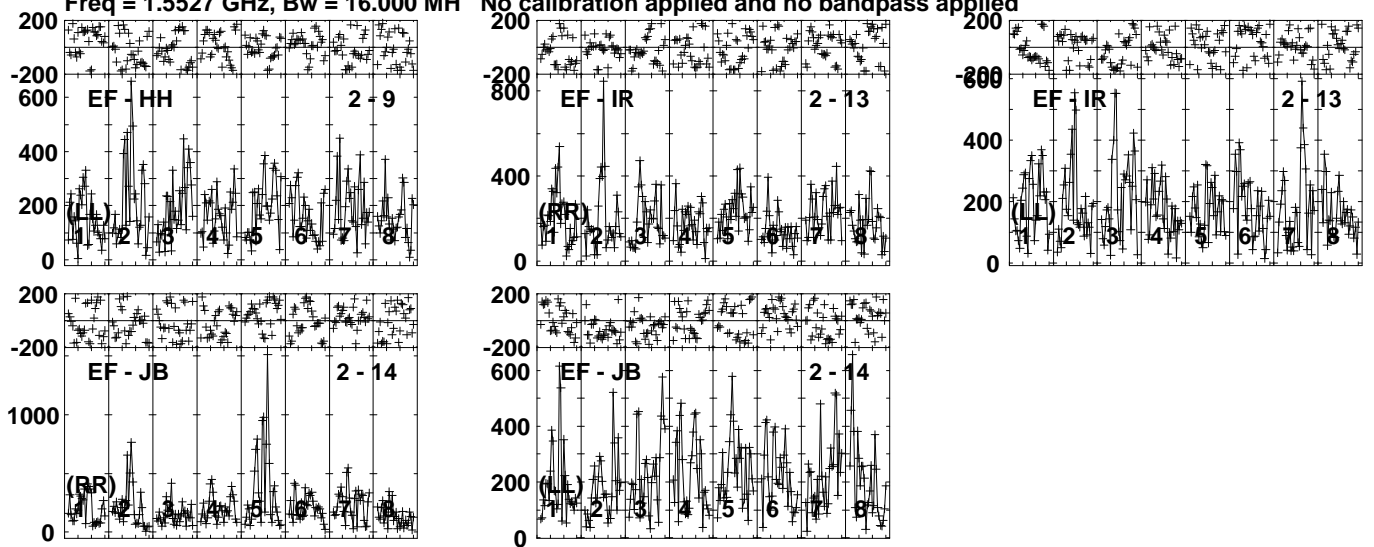 Freq = 1.5527 GHz, Bw = 16.000 MH No calibration applied and no bandpass applied
200
-200
600
400
200
0
EF - HH 2 - 9
(LL)
1 2 3 4 5 6 7 8
200
-200
800
400
0
EF - IR 2 - 13
(RR)
1 2 3 4 5 6 7 8
200
-200
600
400
200
0
EF - IR 2 - 13
(LL)
1 2 3 4 5 6 7 8
200
-200
1000
0
EF - JB 2 - 14
(RR)
1 2 3 4 5 6 7 8
200
-200
600
400
200
0
EF - JB 2 - 14
(LL)
1 2 3 4 5 6 7 8